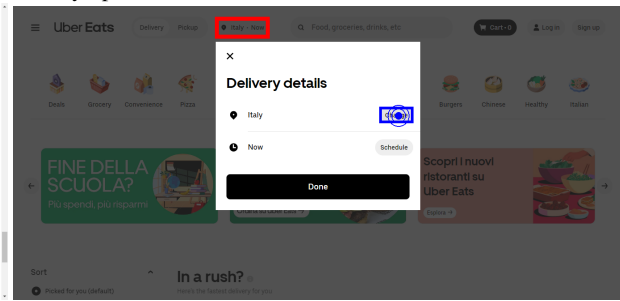 Uber Eats
Delivery
Pickup
Italy • Now
Food, groceries, drinks, etc
Cart • 0
Log in
Sign up
Delivery details
Italy
Now
Schedule
Done
Deals
Grocery
Convenience
Pizza
Burgers
Chinese
Healthy
Italian
FINE DELLA
SCUOLA?
Più spendi, più risparmi
Scopri i nuovi
ristoranti su
Uber Eats
Esplora
Sort
Picked for you (default)
In a rush?
Here's the fastest delivery for you